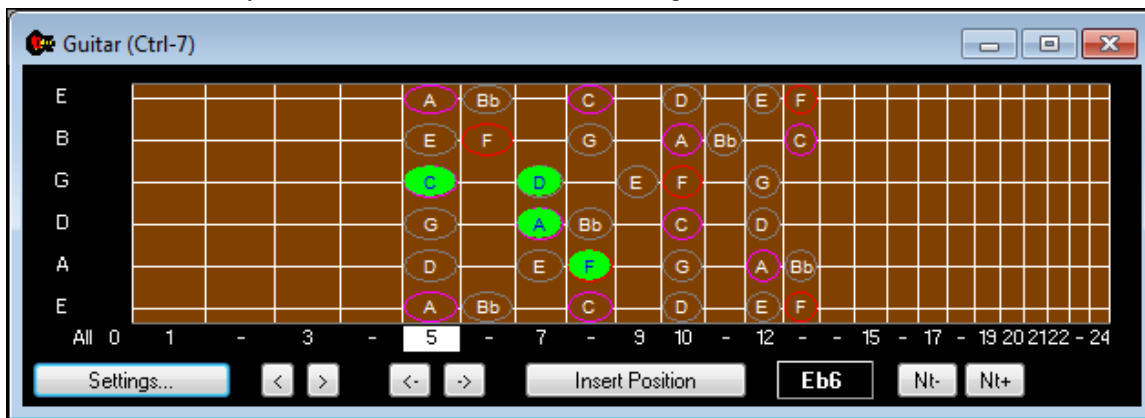 Guitar (Ctrl-7)
E A Bb C D E F
B E F G A Bb C
G C D E F G
D G A Bb C D
A D E F G A Bb
E A Bb C D E F
All 0 1 - 3 - 5 - 7 - 9 10 - 12 - - 15 - 17 - 19 20 21 22 - 24
Settings... < > <- -> Insert Position Eb6 Nt- Nt+